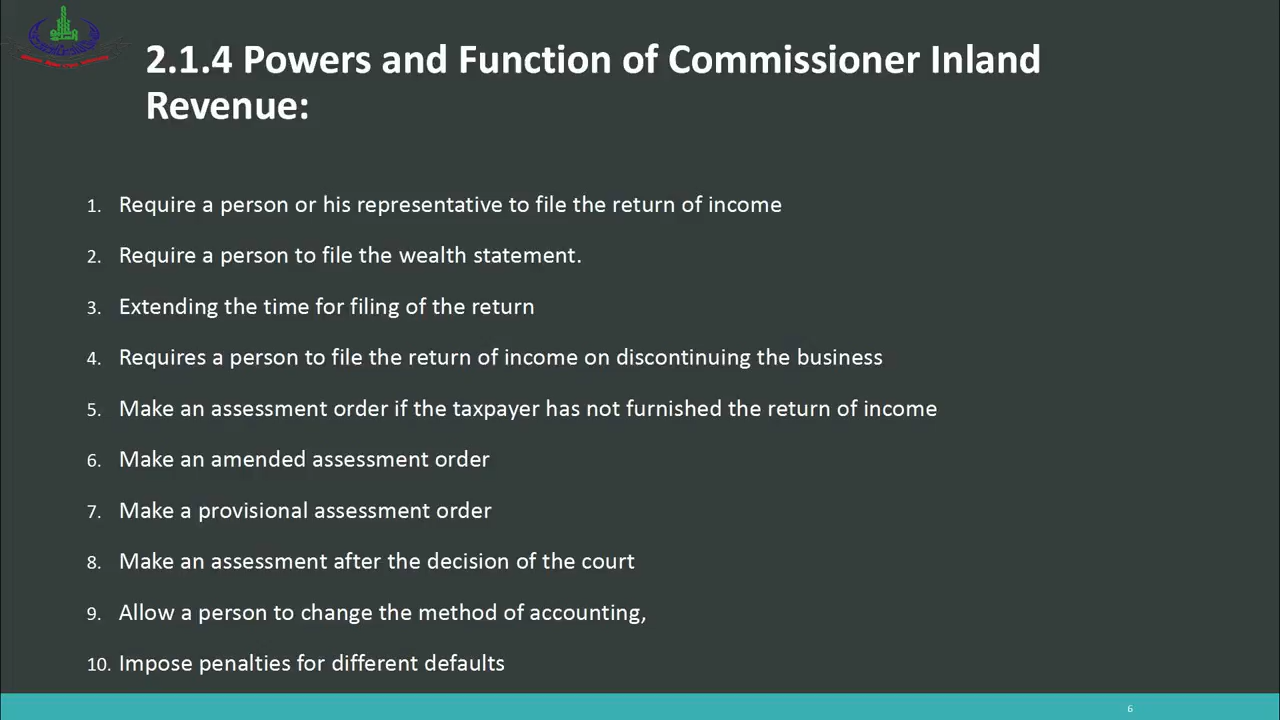 2.1.4 Powers and Function of Commissioner Inland
Revenue:
1. Require a person or his representative to file the return of income
2. Require a person to file the wealth statement.
3. Extending the time for filing of the return
4. Requires a person to file the return of income on discontinuing the business
5. Make an assessment order if the taxpayer has not furnished the return of income
6. Make an amended assessment order
7. Make a provisional assessment order
8. Make an assessment after the decision of the court
9. Allow a person to change the method of accounting,
10. Impose penalties for different defaults
6